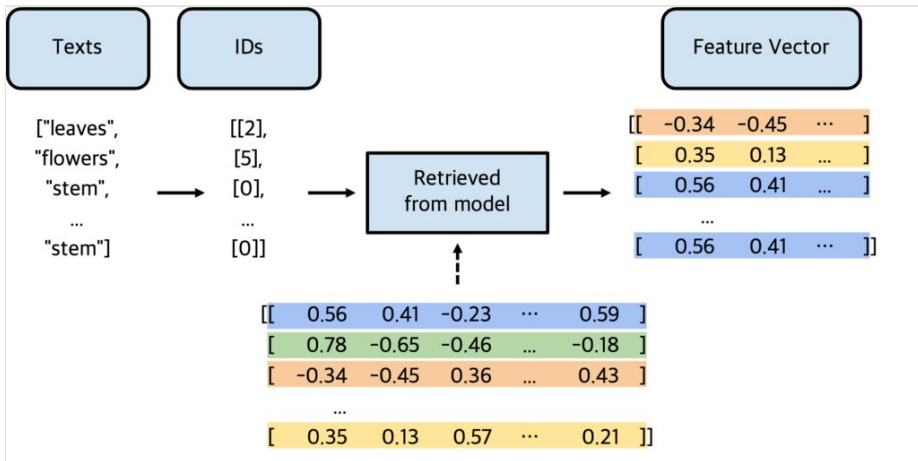 Texts
IDs
Feature Vector
["leaves",
"flowers",
"stem",
...
"stem"]
[[2],
[5],
[0],
...
[0]]
Retrieved
from model
[[ -0.34 -0.45 ⋯ ]
[ 0.35 0.13 ... ]
[ 0.56 0.41 ... ]
...
[ 0.56 0.41 ⋯ ]]
[[ 0.56 0.41 -0.23 ⋯ 0.59 ]
[ 0.78 -0.65 -0.46 ... -0.18 ]
[ -0.34 -0.45 0.36 ... 0.43 ]
...
[ 0.35 0.13 0.57 ⋯ 0.21 ]]